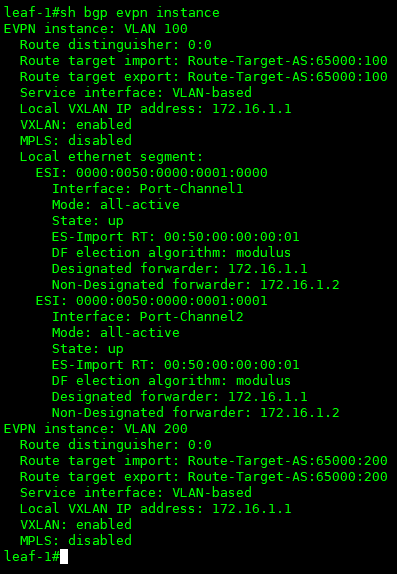 leaf-1#sh bgp evpn instance
EVPN instance: VLAN 100
  Route distinguisher: 0:0
  Route target import: Route-Target-AS:65000:100
  Route target export: Route-Target-AS:65000:100
  Service interface: VLAN-based
  Local VXLAN IP address: 172.16.1.1
  VXLAN: enabled
  MPLS: disabled
  Local ethernet segment:
    ESI: 0000:0050:0000:0001:0000
      Interface: Port-Channel1
      Mode: all-active
      State: up
      ES-Import RT: 00:50:00:00:00:01
      DF election algorithm: modulus
      Designated forwarder: 172.16.1.1
      Non-Designated forwarder: 172.16.1.2
    ESI: 0000:0050:0000:0001:0001
      Interface: Port-Channel2
      Mode: all-active
      State: up
      ES-Import RT: 00:50:00:00:00:01
      DF election algorithm: modulus
      Designated forwarder: 172.16.1.1
      Non-Designated forwarder: 172.16.1.2
EVPN instance: VLAN 200
  Route distinguisher: 0:0
  Route target import: Route-Target-AS:65000:200
  Route target export: Route-Target-AS:65000:200
  Service interface: VLAN-based
  Local VXLAN IP address: 172.16.1.1
  VXLAN: enabled
  MPLS: disabled
leaf-1#